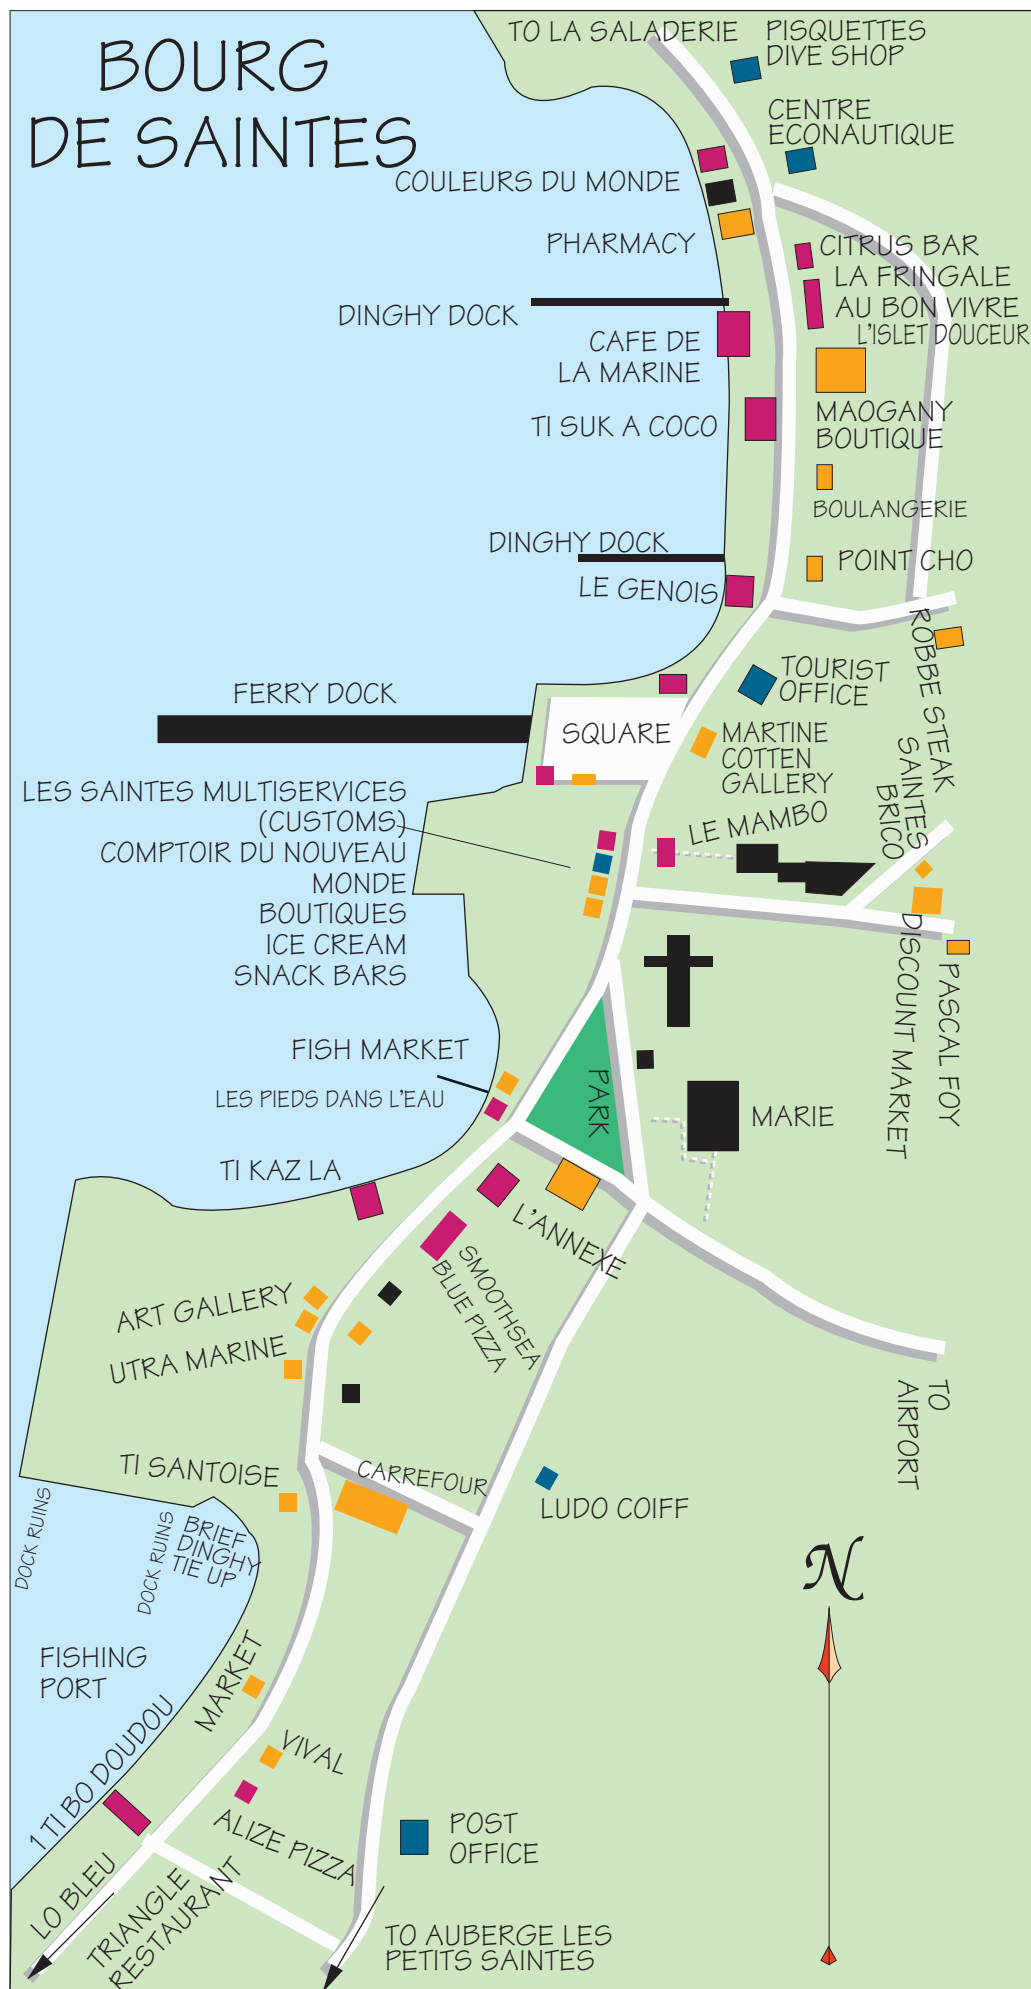 BOURG
DE SAINTES
TO LA SALADERIE
PISQUETTES
DIVE SHOP
CENTRE
ECONAUTIQUE
COULEURS DU MONDE
PHARMACY
CITRUS BAR
LA FRINGALE
AU BON VIVRE
L'ISLET DOUCEUR
DINGHY DOCK
CAFE DE
LA MARINE
TI SUK A COCO
MAOGANY
BOUTIQUE
BOULANGERIE
DINGHY DOCK
POINT CHO
LE GENOIS
ROBBE STEAK
TOURIST
OFFICE
FERRY DOCK
SQUARE
MARTINE
COTTEN
GALLERY
SAINTES
BRICO
LES SAINTES MULTISERVICES
(CUSTOMS)
COMPTOIR DU NOUVEAU
MONDE
BOUTIQUES
ICE CREAM
SNACK BARS
LE MAMBO
DISCOUNT MARKET
PASCAL FOY
FISH MARKET
LES PIEDS DANS L'EAU
PARK
MARIE
TI KAZ LA
L'ANNEXE
SMOOTHSEA
BLUE PIZZA
ART GALLERY
UTRA MARINE
TO
AIRPORT
TI SANTOISE
CARREFOUR
LUDO COIFF
DOCK RUINS
DOCK RUINS
BRIEF
DINGHY
TIE UP
N
FISHING
PORT
MARKET
1 TI BO DOUDOU
VIVAL
ALIZE PIZZA
POST
OFFICE
LO BLEU
TRIANGLE
RESTAURANT
TO AUBERGE LES
PETITS SAINTES